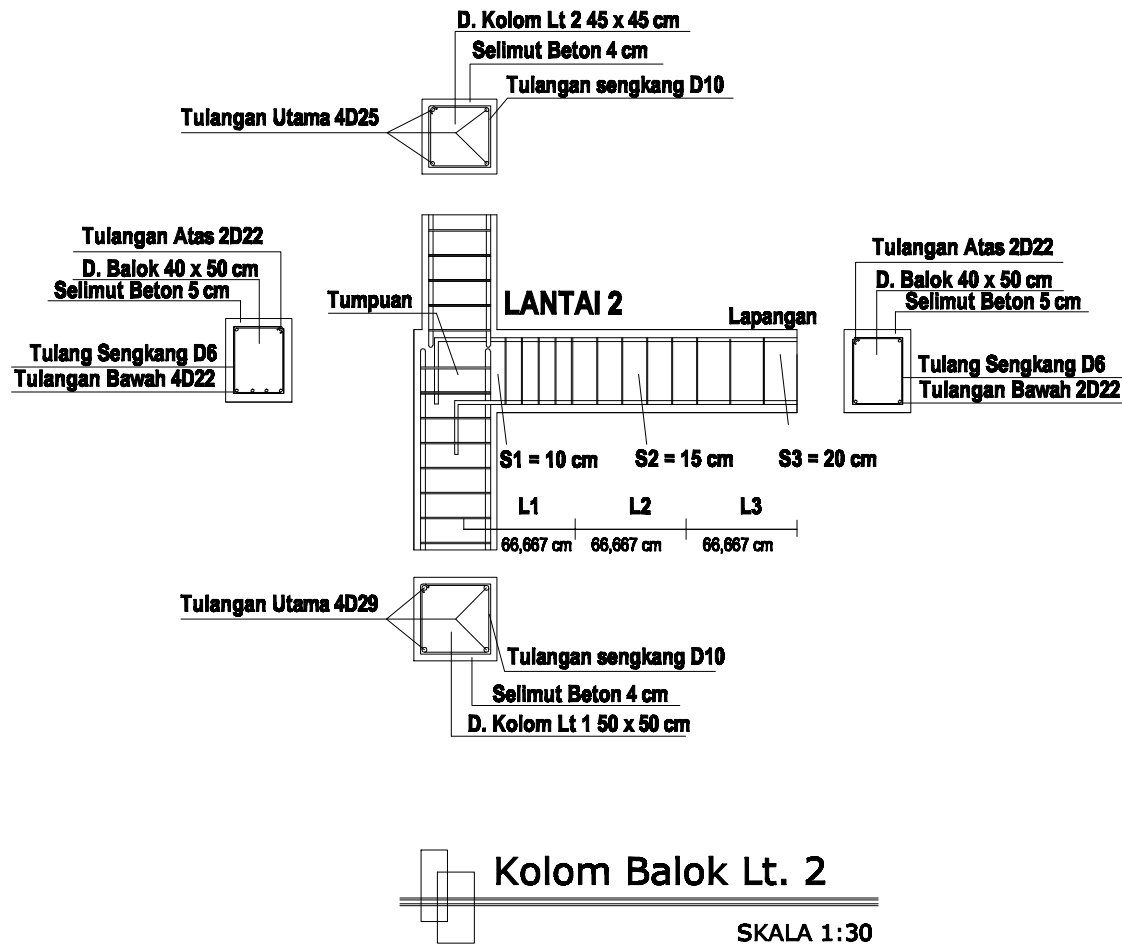 D. Kolom Lt 2 45 x 45 cm
Selimut Beton 4 cm
Tulangan sengkang D10
Tulangan Utama 4D25
Tulangan Atas 2D22
D. Balok 40 x 50 cm
Selimut Beton 5 cm
Tulang Sengkang D6
Tulangan Bawah 4D22
Tumpuan
LANTAI 2
Lapangan
Tulangan Atas 2D22
D. Balok 40 x 50 cm
Selimut Beton 5 cm
Tulang Sengkang D6
Tulangan Bawah 2D22
S1 = 10 cm
S2 = 15 cm
S3 = 20 cm
L1
L2
L3
66,667 cm
66,667 cm
66,667 cm
Tulangan Utama 4D29
Tulangan sengkang D10
Selimut Beton 4 cm
D. Kolom Lt 1 50 x 50 cm
Kolom Balok Lt. 2
SKALA 1:30